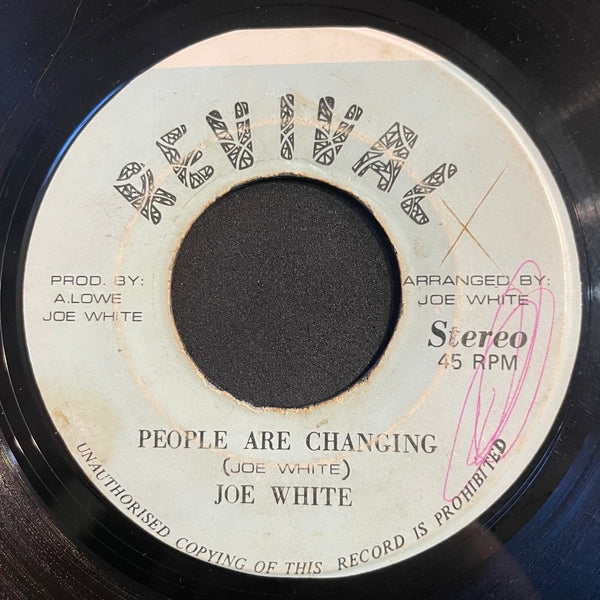 REVIVAL
PROD. BY:
A.LOWE
JOE WHITE
ARRANGED BY:
JOE WHITE
Stereo
45 RPM
PEOPLE ARE CHANGING
(JOE WHITE)
JOE WHITE
UNAUTHORISED COPYING OF THIS RECORD IS PROHIBITED